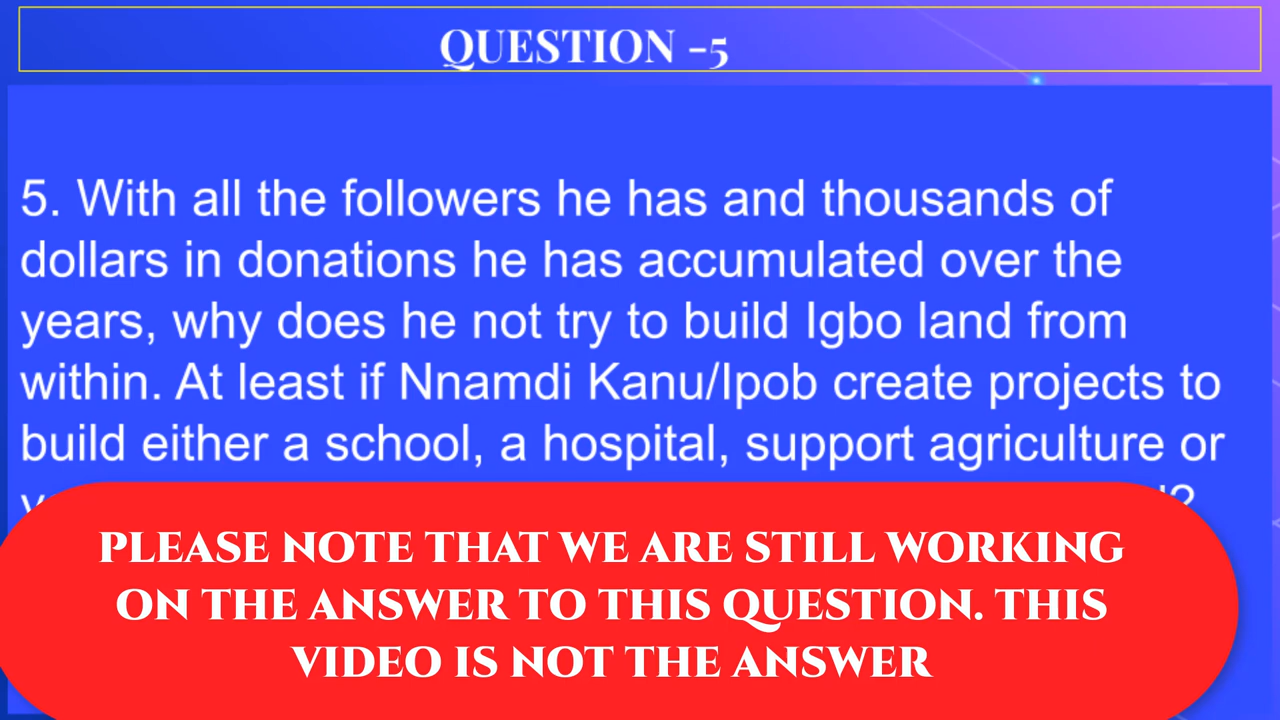 QUESTION -5
5. With all the followers he has and thousands of
dollars in donations he has accumulated over the
years, why does he not try to build Igbo land from
within. At least if Nnamdi Kanu/Ipob create projects to
build either a school, a hospital, support agriculture or
PLEASE NOTE THAT WE ARE STILL WORKING
ON THE ANSWER TO THIS QUESTION. THIS
VIDEO IS NOT THE ANSWER